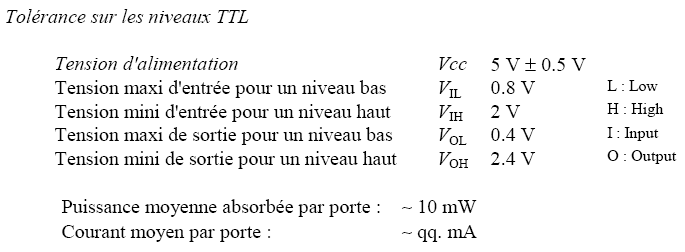 Tolérance sur les niveaux TTL
Tension d'alimentation Vcc 5 V ± 0.5 V
Tension maxi d'entrée pour un niveau bas VIL 0.8 V L : Low
Tension mini d'entrée pour un niveau haut VIH 2 V H : High
Tension maxi de sortie pour un niveau bas VOL 0.4 V I : Input
Tension mini de sortie pour un niveau haut VOH 2.4 V O : Output
Puissance moyenne absorbée par porte : ~ 10 mW
Courant moyen par porte : ~ qq. mA